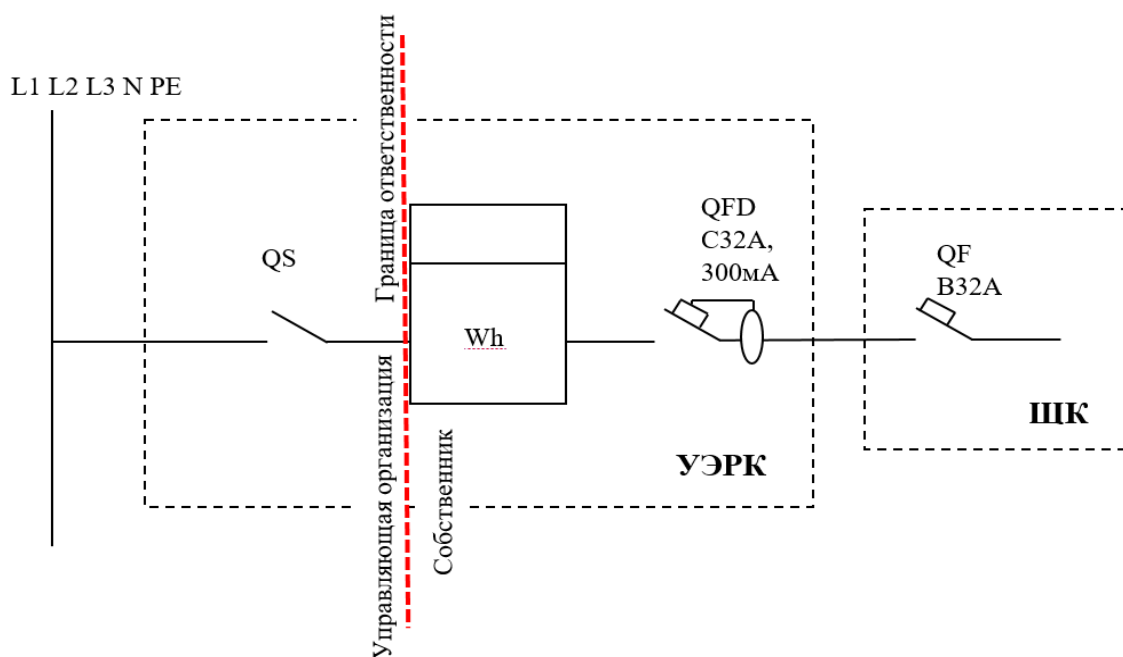 L1 L2 L3 N PE
Граница ответственности
QS
QFD
C32A,
300мА
QF
B32A
Wh
Управляющая организация
Собственник
УЭРК
ЩК